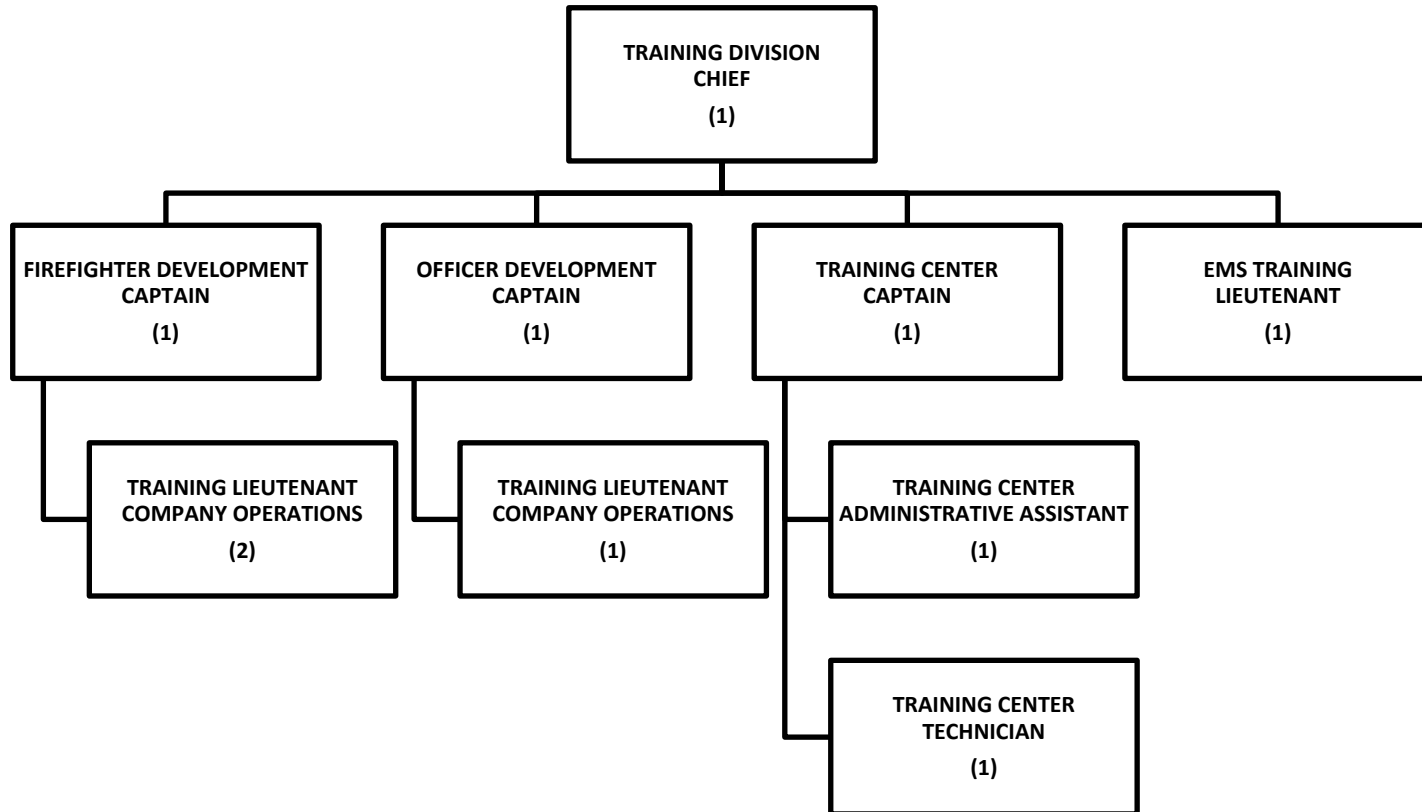 TRAINING DIVISION
CHIEF
(1)
FIREFIGHTER DEVELOPMENT
CAPTAIN
(1)
OFFICER DEVELOPMENT
CAPTAIN
(1)
TRAINING CENTER
CAPTAIN
(1)
EMS TRAINING
LIEUTENANT
(1)
TRAINING LIEUTENANT
COMPANY OPERATIONS
(2)
TRAINING LIEUTENANT
COMPANY OPERATIONS
(1)
TRAINING CENTER
ADMINISTRATIVE ASSISTANT
(1)
TRAINING CENTER
TECHNICIAN
(1)